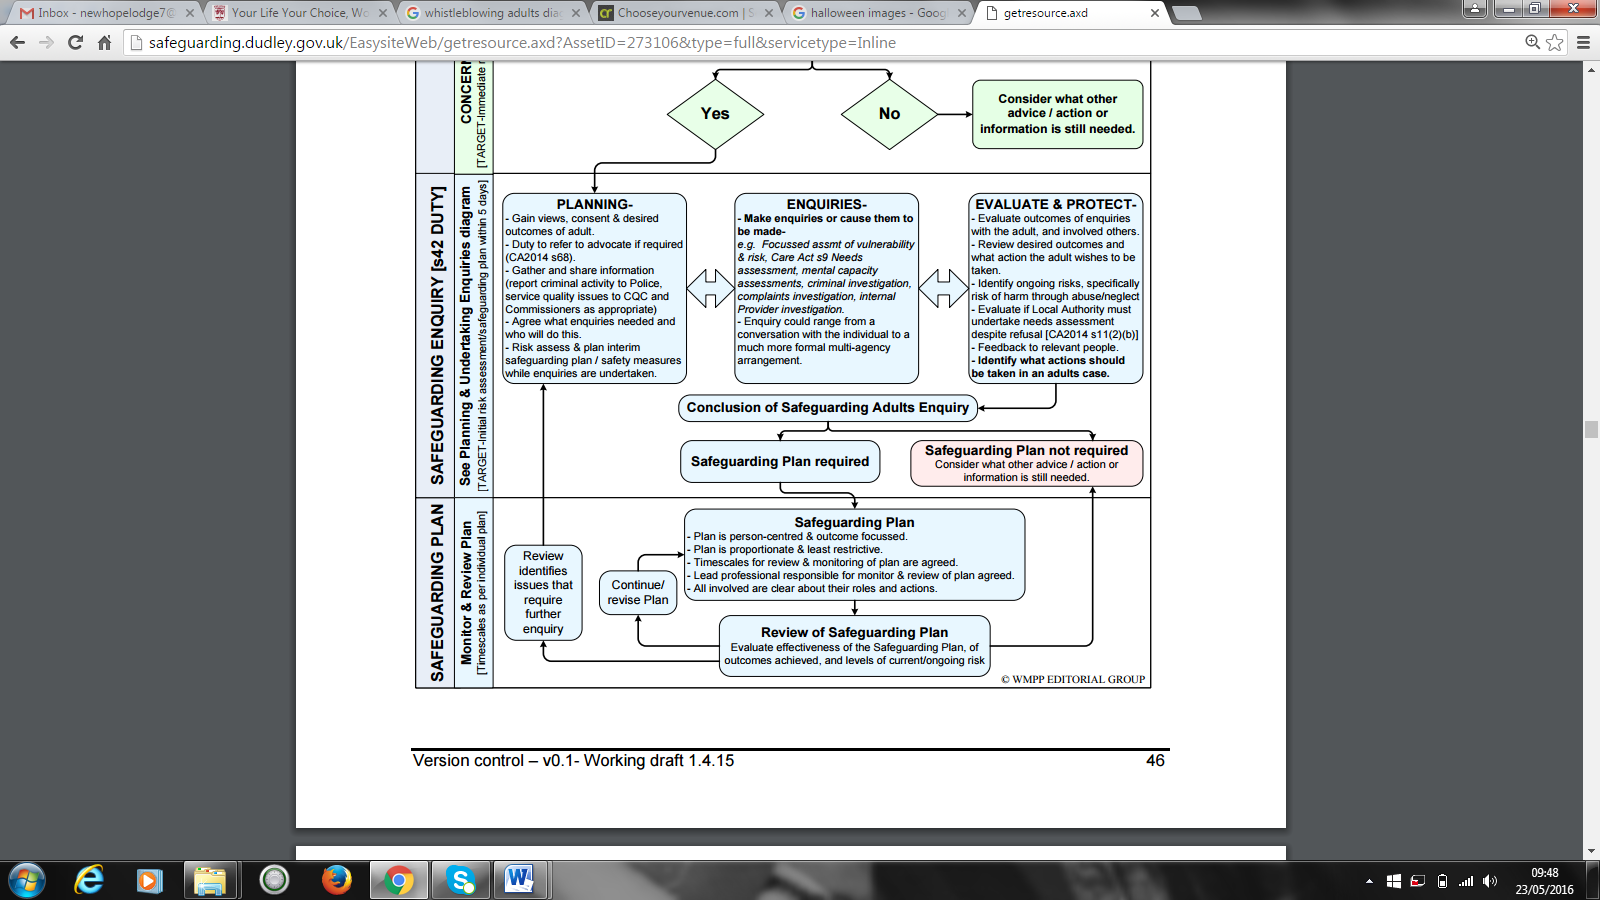 Inbox - newhopelodge7@
Your Life Your Choice, Wo
whistleblowing adults dia
Chooseyourvenue.com | S
halloween images - Goog
getresource.axd
safeguarding.dudley.gov.uk/EasysiteWeb/getresource.axd?AssetID=273106&type=full&servicetype=Inline
CONCERN
[TARGET-Immediate r
Yes
No
Consider what other
advice / action or
information is still needed.
SAFEGUARDING ENQUIRY [s42 DUTY]
See Planning & Undertaking Enquiries diagram
[TARGET-Initial risk assessment/safeguarding plan within 5 days]
PLANNING-
- Gain views, consent & desired
outcomes of adult.
- Duty to refer to advocate if required
(CA2014 s68).
- Gather and share information
(report criminal activity to Police,
service quality issues to CQC and
Commissioners as appropriate)
- Agree what enquiries needed and
who will do this.
- Risk assess & plan interim
safeguarding plan / safety measures
while enquiries are undertaken.
ENQUIRIES-
- Make enquiries or cause them to
be made-
e.g. Focussed assmt of vulnerability
& risk, Care Act s9 Needs
assessment, mental capacity
assessments, criminal investigation,
complaints investigation, internal
Provider investigation.
- Enquiry could range from a
conversation with the individual to a
much more formal multi-agency
arrangement.
EVALUATE & PROTECT-
- Evaluate outcomes of enquiries
with the adult, and involved others.
- Review desired outcomes and
what action the adult wishes to be
taken.
- Identify ongoing risks, specifically
risk of harm through abuse/neglect
- Evaluate if Local Authority must
undertake needs assessment
despite refusal [CA2014 s11(2)(b)]
- Feedback to relevant people.
- Identify what actions should
be taken in an adults case.
Conclusion of Safeguarding Adults Enquiry
Safeguarding Plan required
Safeguarding Plan not required
Consider what other advice / action or
information is still needed.
SAFEGUARDING PLAN
Monitor & Review Plan
[Timescales as per individual plan]
Review
identifies
issues that
require
further
enquiry
Continue/
revise Plan
Safeguarding Plan
- Plan is person-centred & outcome focussed.
- Plan is proportionate & least restrictive.
- Timescales for review & monitoring of plan are agreed.
- Lead professional responsible for monitor & review of plan agreed.
- All involved are clear about their roles and actions.
Review of Safeguarding Plan
Evaluate effectiveness of the Safeguarding Plan, of
outcomes achieved, and levels of current/ongoing risk
© WMPP EDITORIAL GROUP
Version control – v0.1- Working draft 1.4.15
46
09:48
23/05/2016